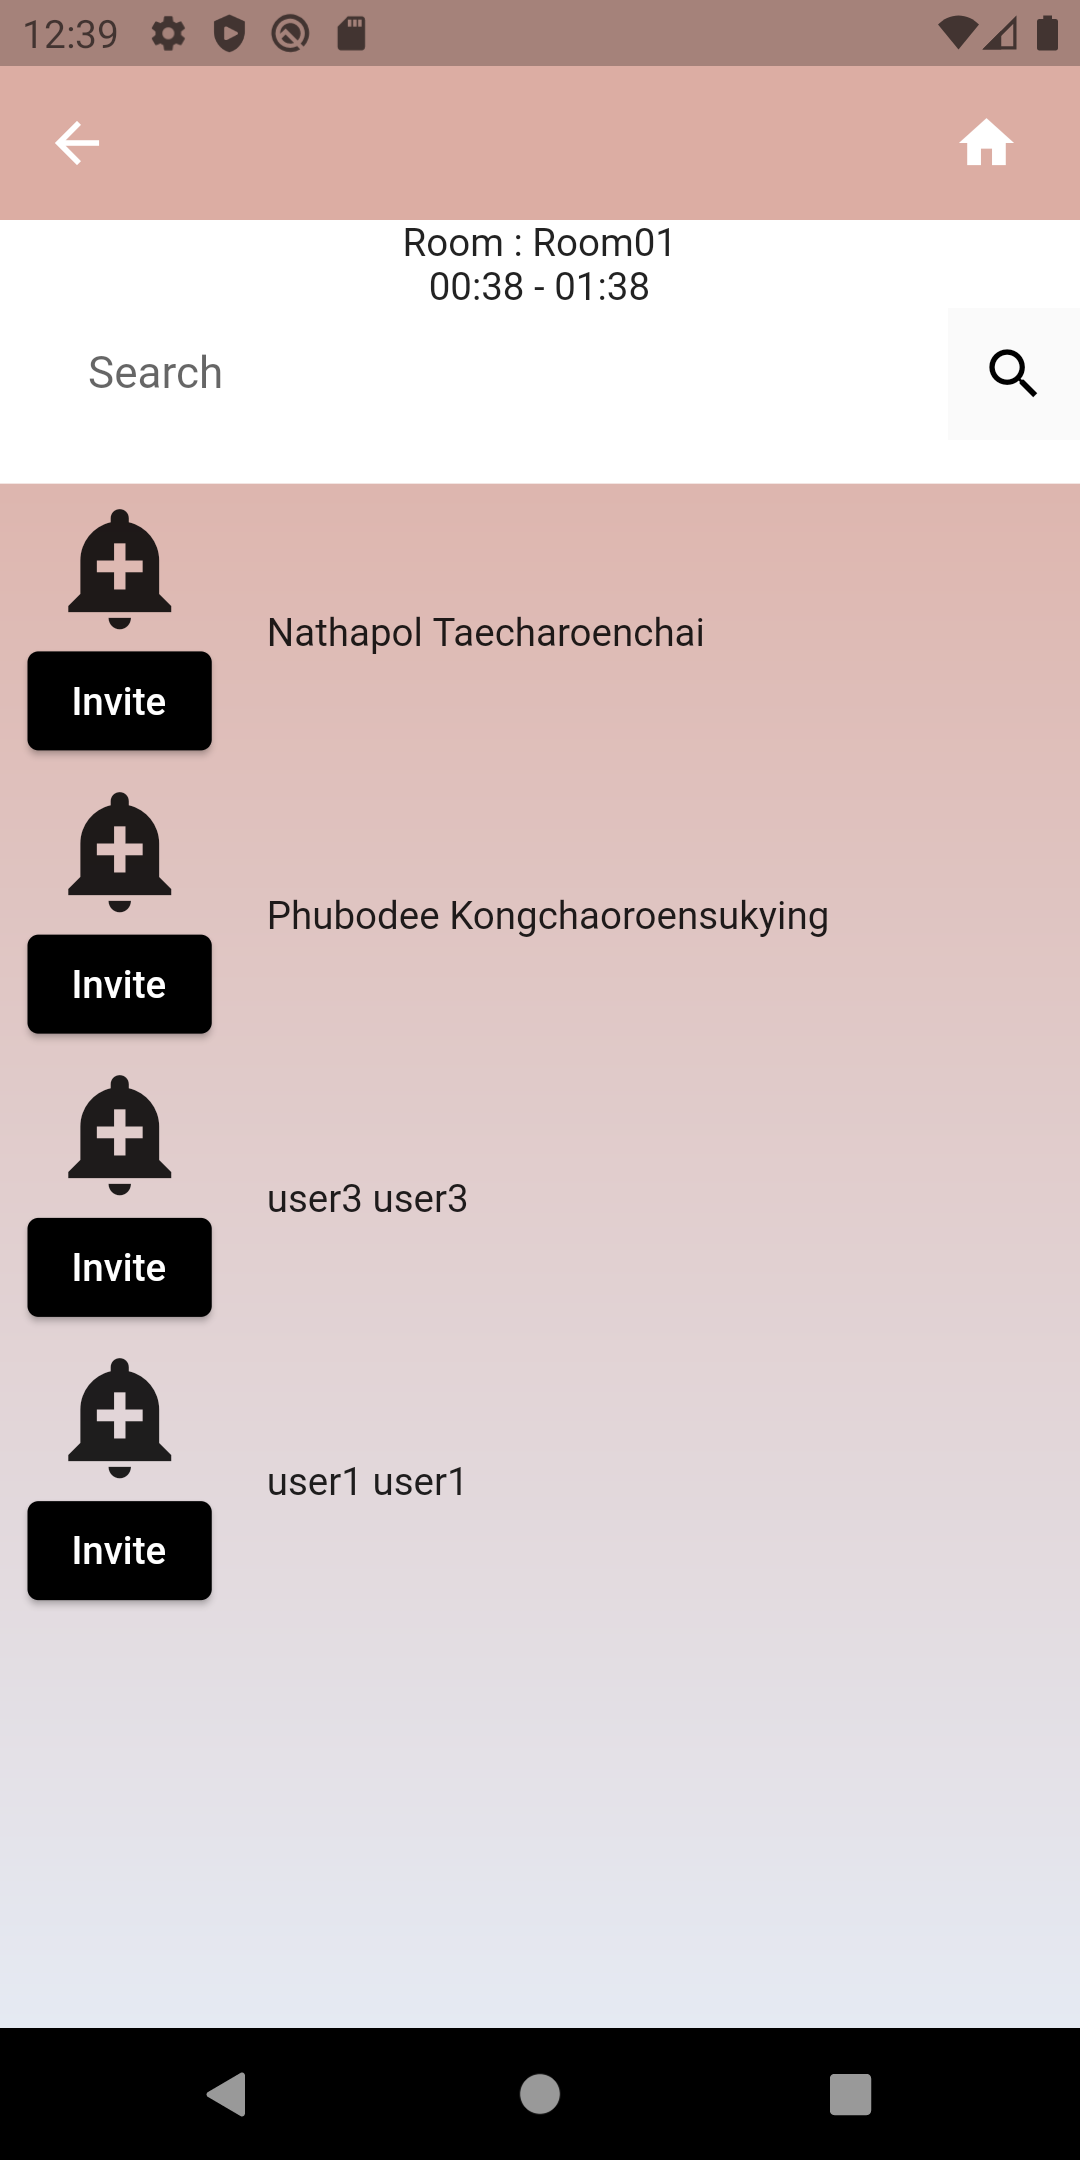 12:39
Room : Room01
00:38 - 01:38
Search
Nathapol Taecharoenchai
Invite
Phubodee Kongchaoroensukying
Invite
user3 user3
Invite
user1 user1
Invite